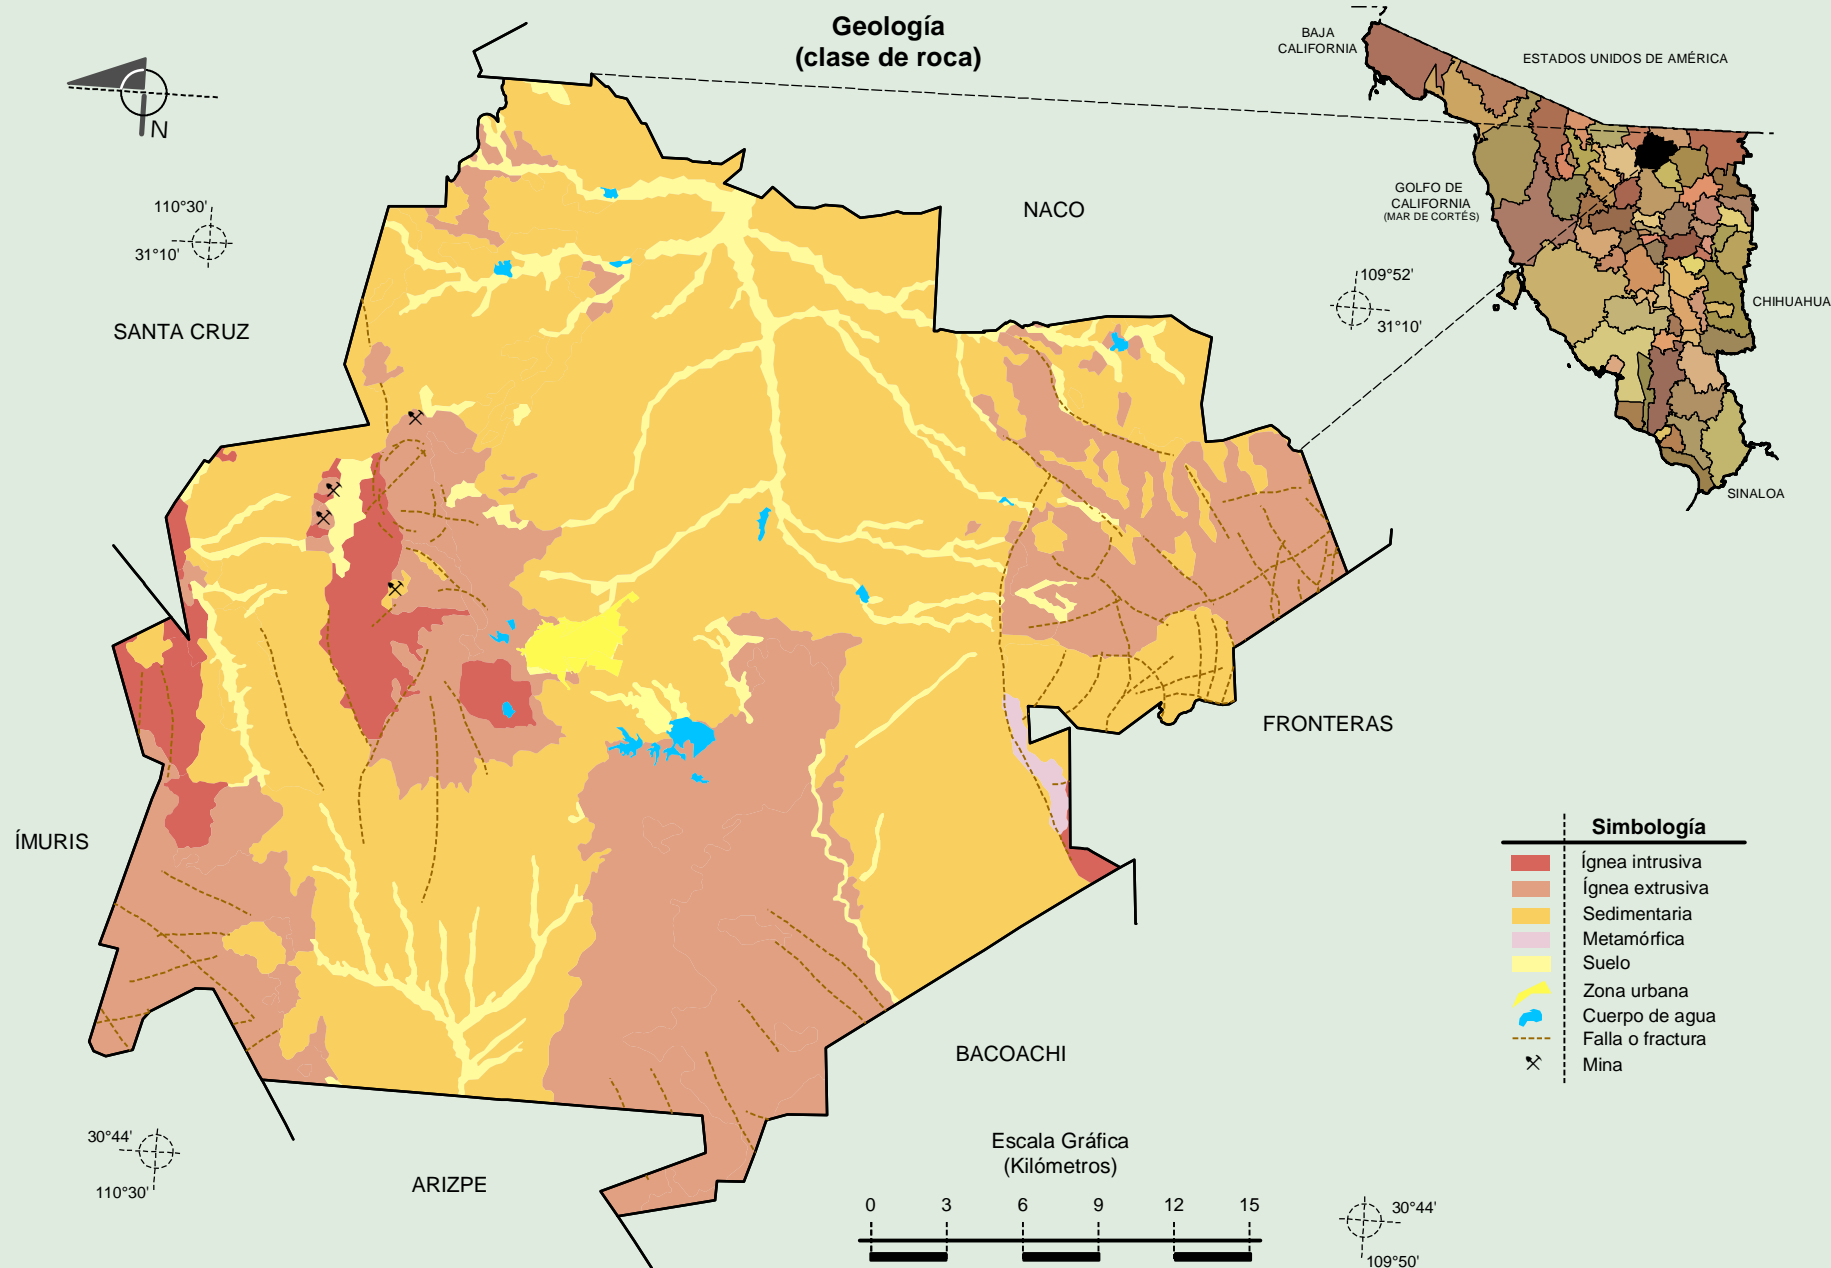 Geología
(clase de roca)
N
BAJA
CALIFORNIA
ESTADOS UNIDOS DE AMÉRICA
GOLFO DE
CALIFORNIA
(MAR DE CORTÉS)
CHIHUAHUA
SINALOA
110°30'
31°10'
NACO
109°52'
31°10'
SANTA CRUZ
FRONTERAS
ÍMURIS
BACOACHI
ARIZPE
30°44'
110°30'
Simbología
Ígnea intrusiva
Ígnea extrusiva
Sedimentaria
Metamórfica
Suelo
Zona urbana
Cuerpo de agua
Falla o fractura
Mina
Escala Gráfica
(Kilómetros)
0 3 6 9 12 15
30°44'
109°50'